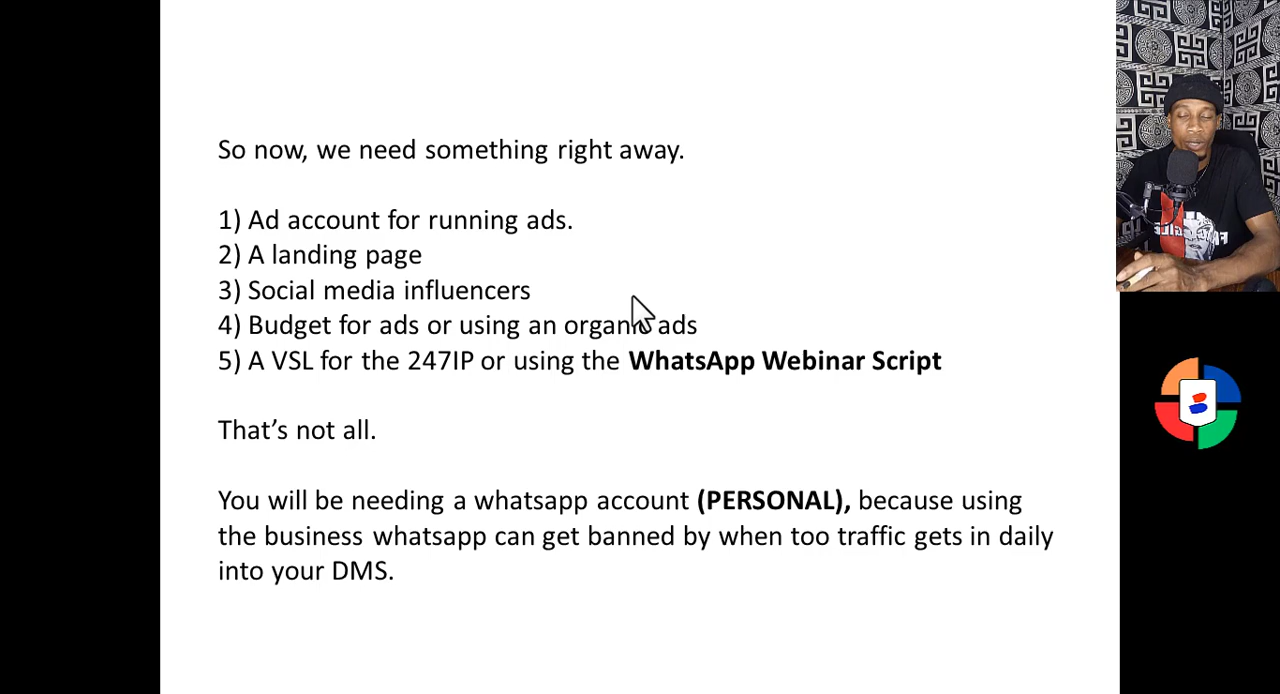 So now, we need something right away.
1) Ad account for running ads.
2) A landing page
3) Social media influencers
4) Budget for ads or using an organic ads
5) A VSL for the 247IP or using the WhatsApp Webinar Script
That's not all.
You will be needing a whatsapp account (PERSONAL), because using
the business whatsapp can get banned by when too traffic gets in daily
into your DMS.